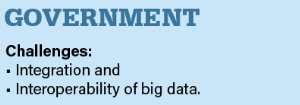 GOVERNMENT
Challenges:
• Integration and
• Interoperability of big data.